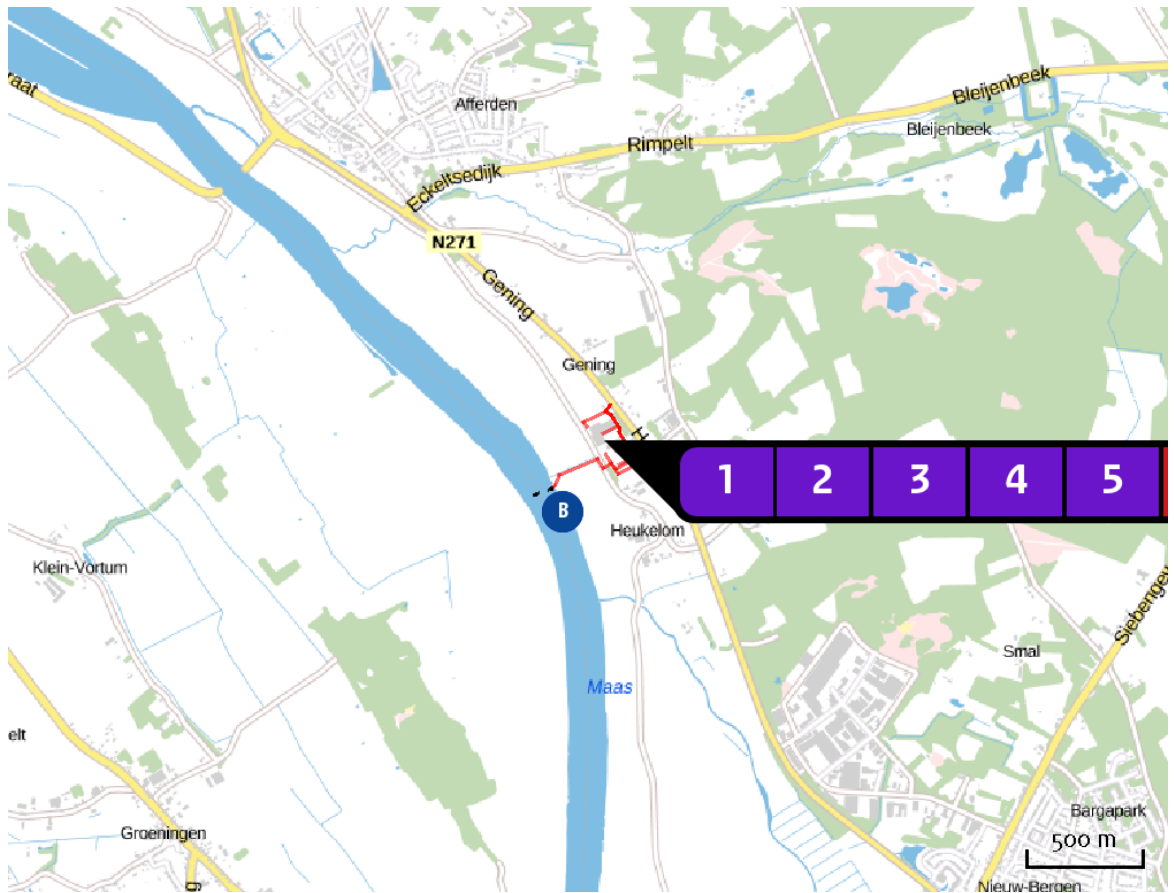 raat
Afferden
Bleijenbeek
Bleijenbeek
Rimpelt
Eckeltsedijk
N271
Gening
Gening
H
1 2 3 4 5
B
Heukelom
Klein-Vortum
Siebengew
Smal
Maas
elt
Bargapark
Groeningen
500 m
Nieuw-Bergen